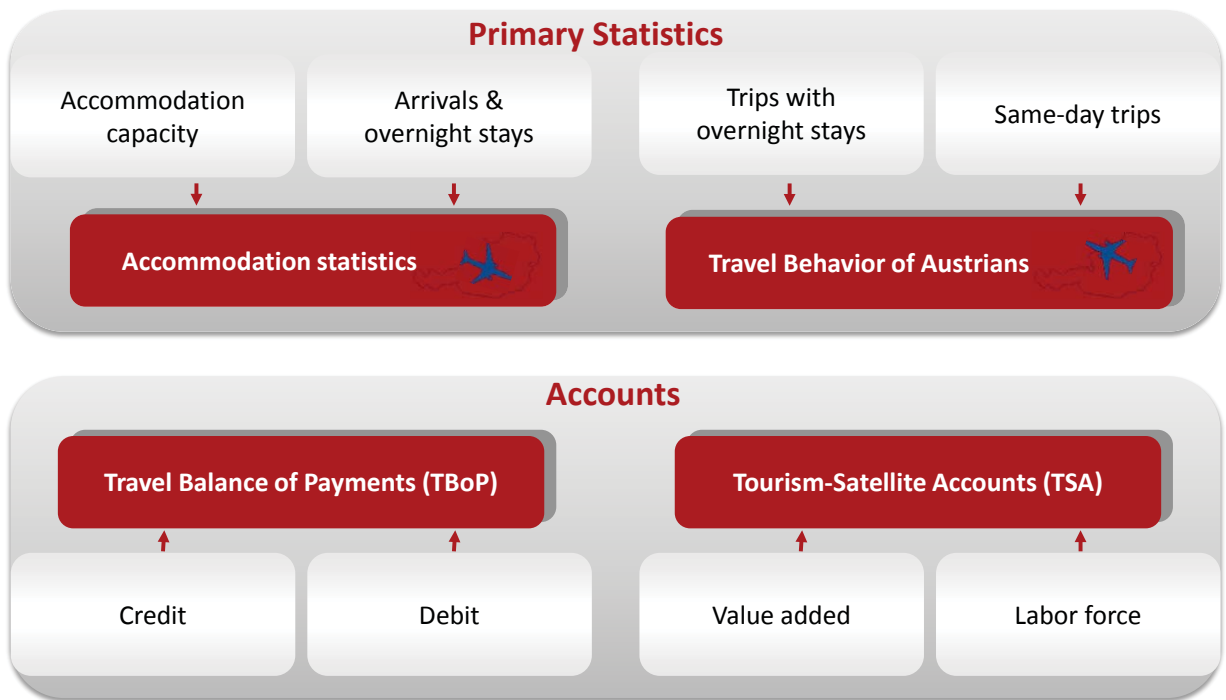 Primary Statistics
Accommodation
capacity
Arrivals &
overnight stays
Trips with
overnight stays
Same-day trips
Accommodation statistics
Travel Behavior of Austrians
Accounts
Travel Balance of Payments (TBoP)
Tourism-Satellite Accounts (TSA)
Credit
Debit
Value added
Labor force